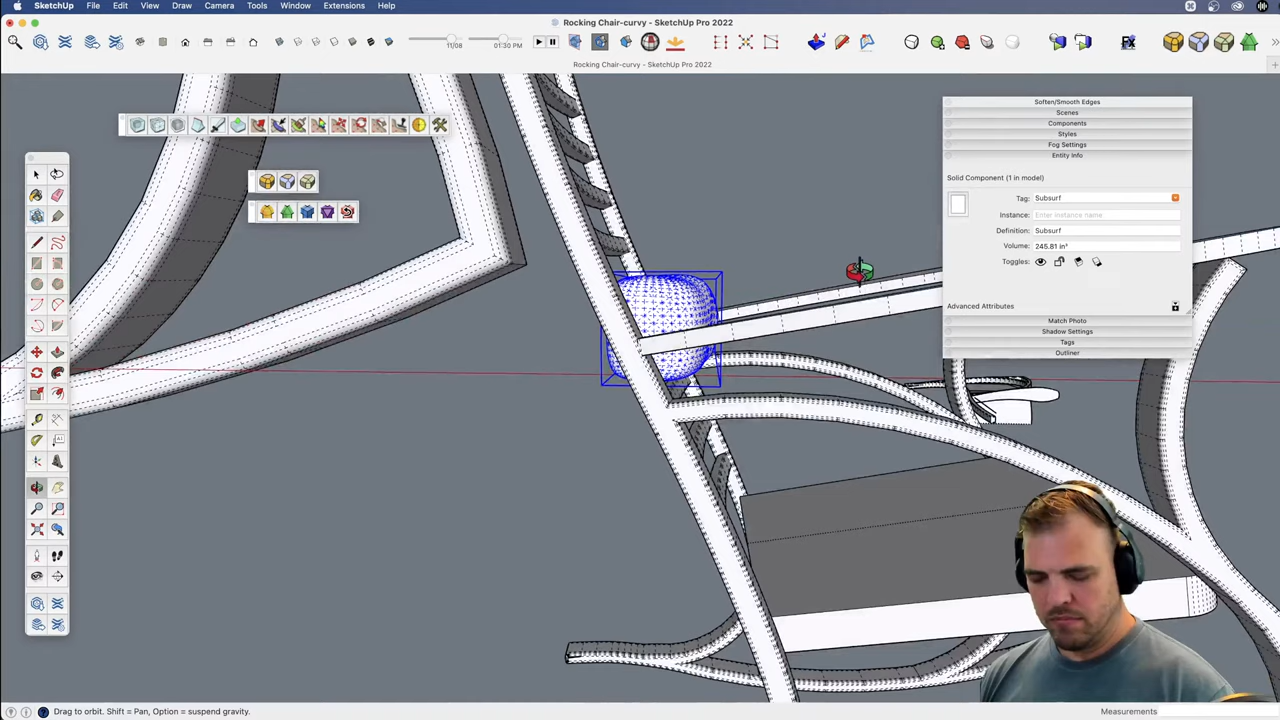 SketchUp File Edit View Draw Camera Tools Window Extensions Help
Rocking Chair-curvy - SketchUp Pro 2022
11/08 01:30 PM
Rocking Chair-curvy - SketchUp Pro 2022
Soften/Smooth Edges
Scenes
Components
Styles
Fog Settings
Entity Info
Solid Component (1 in model)
Tag: Subsurf
Instance: Enter instance name
Definition: Subsurf
Volume: 245.81 in³
Toggles:
Advanced Attributes
Match Photo
Shadow Settings
Tags
Outliner
Drag to orbit. Shift = Pan, Option = suspend gravity.
Measurements